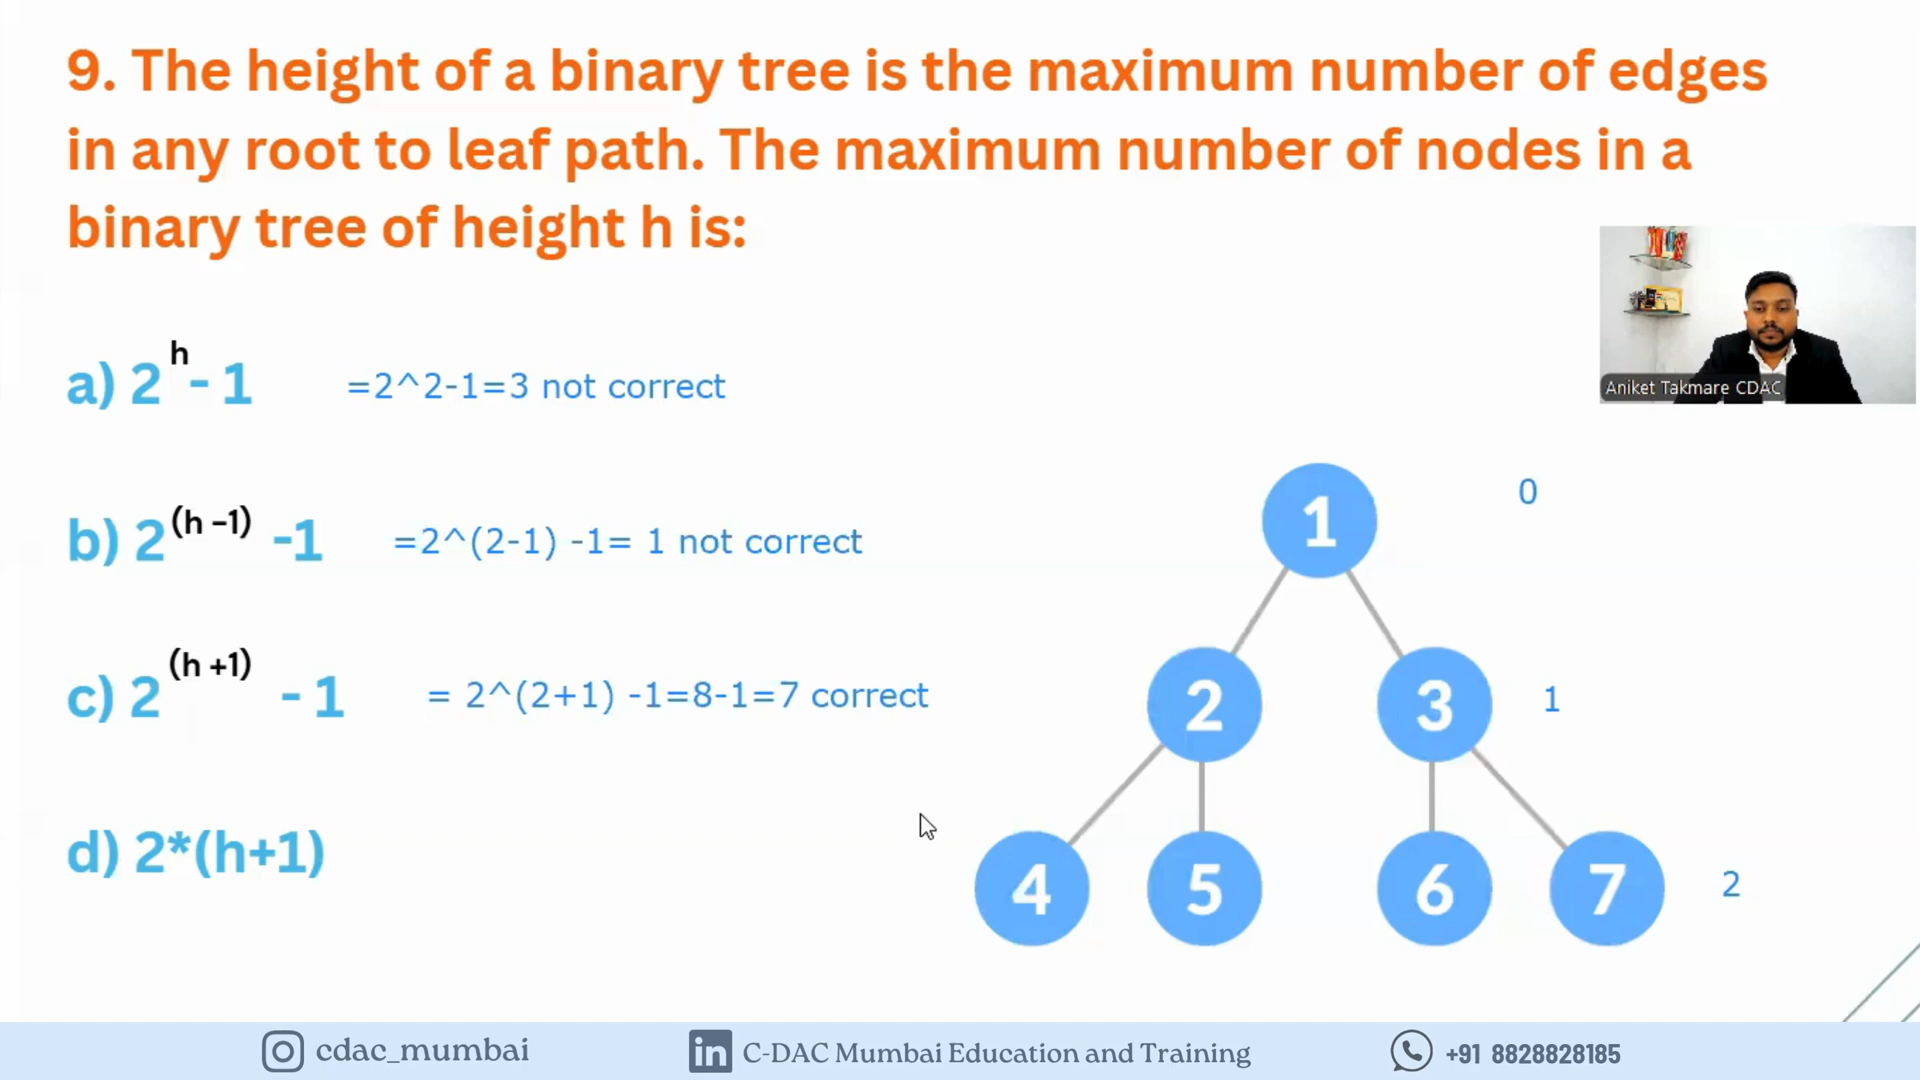 9. The height of a binary tree is the maximum number of edges
in any root to leaf path. The maximum number of nodes in a
binary tree of height h is:
a) 2^h - 1 =2^2-1=3 not correct
b) 2^(h -1) -1 =2^(2-1) -1= 1 not correct
c) 2^(h +1) - 1 = 2^(2+1) -1=8-1=7 correct
d) 2*(h+1)
Aniket Takmare CDAC
1 0
2 3 1
4 5 6 7 2
cdac_mumbai
C-DAC Mumbai Education and Training
+91 8828828185